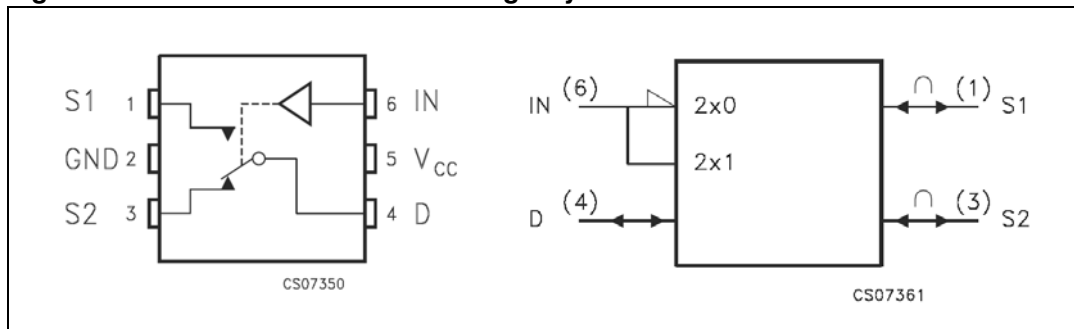 S1 1
GND 2
S2 3
6 IN
5 VCC
4 D
CS07350
IN (6)
D (4)
2x0
2x1
(1) S1
(3) S2
CS07361